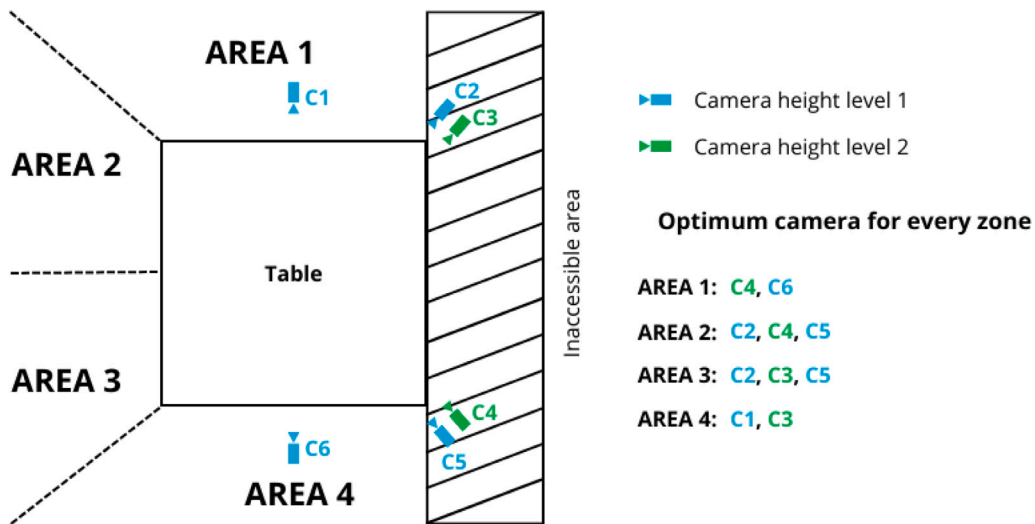 AREA 1
C1
C2
C3
AREA 2
Table
AREA 3
C4
C5
C6
AREA 4
Inaccessible area
Camera height level 1
Camera height level 2
Optimum camera for every zone
AREA 1: C4, C6
AREA 2: C2, C4, C5
AREA 3: C2, C3, C5
AREA 4: C1, C3